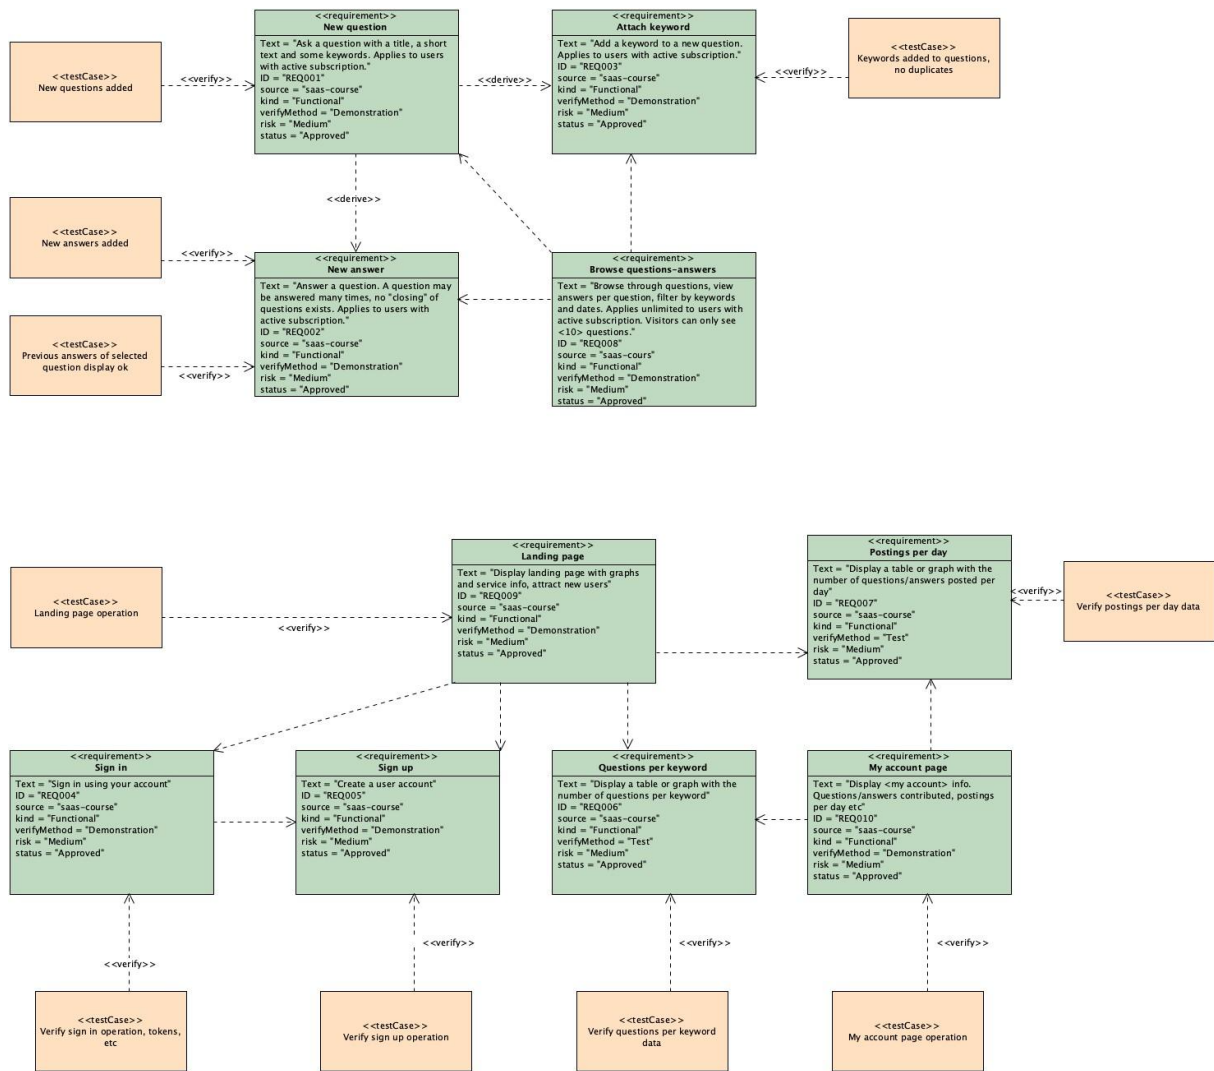 <<requirement>>
New question
Text = "Ask a question with a title, a short
text and some keywords. Applies to users
with active subscription."
ID = "REQ001"
source = "saas-course"
kind = "Functional"
verifyMethod = "Demonstration"
risk = "Medium"
status = "Approved"
<<requirement>>
Attach keyword
Text = "Add a keyword to a new question.
Applies to users with active subscription."
ID = "REQ003"
source = "saas-course"
kind = "Functional"
verifyMethod = "Demonstration"
risk = "Medium"
status = "Approved"
<<testCase>>
Keywords added to questions,
no duplicates
<<verify>>
<<testCase>>
New questions added
<<verify>>
<<derive>>
<<derive>>
<<testCase>>
New answers added
<<verify>>
<<requirement>>
New answer
Text = "Answer a question. A question may
be answered many times, no "closing" of
questions exists. Applies to users with
active subscription."
ID = "REQ002"
source = "saas-course"
kind = "Functional"
verifyMethod = "Demonstration"
risk = "Medium"
status = "Approved"
<<requirement>>
Browse questions-answers
Text = "Browse through questions, view
answers per question, filter by keywords
and dates. Applies unlimited to users with
active subscription. Visitors can only see
<10> questions."
ID = "REQ008"
source = "saas-cours"
kind = "Functional"
verifyMethod = "Demonstration"
risk = "Medium"
status = "Approved"
<<testCase>>
Previous answers of selected
question display ok
<<verify>>
<<requirement>>
Landing page
Text = "Display landing page with graphs
and service info, attract new users"
ID = "REQ009"
source = "saas-course"
kind = "Functional"
verifyMethod = "Demonstration"
risk = "Medium"
status = "Approved"
<<requirement>>
Postings per day
Text = "Display a table or graph with the
number of questions/answers posted per
day"
ID = "REQ007"
source = "saas-course"
kind = "Functional"
verifyMethod = "Test"
risk = "Medium"
status = "Approved"
<<testCase>>
Landing page operation
<<verify>>
<<verify>>
<<testCase>>
Verify postings per day data
<<requirement>>
Sign in
Text = "Sign in using your account"
ID = "REQ004"
source = "saas-course"
kind = "Functional"
verifyMethod = "Demonstration"
risk = "Medium"
status = "Approved"
<<requirement>>
Sign up
Text = "Create a user account"
ID = "REQ005"
source = "saas-course"
kind = "Functional"
verifyMethod = "Demonstration"
risk = "Medium"
status = "Approved"
<<requirement>>
Questions per keyword
Text = "Display a table or graph with the
number of questions per keyword"
ID = "REQ006"
source = "saas-course"
kind = "Functional"
verifyMethod = "Test"
risk = "Medium"
status = "Approved"
<<requirement>>
My account page
Text = "Display <my account> info.
Questions/answers contributed, postings
per day etc"
ID = "REQ010"
source = "saas-course"
kind = "Functional"
verifyMethod = "Demonstration"
risk = "Medium"
status = "Approved"
<<verify>>
<<verify>>
<<verify>>
<<verify>>
<<testCase>>
Verify sign in operation, tokens,
etc
<<testCase>>
Verify sign up operation
<<testCase>>
Verify questions per keyword
data
<<testCase>>
My account page operation